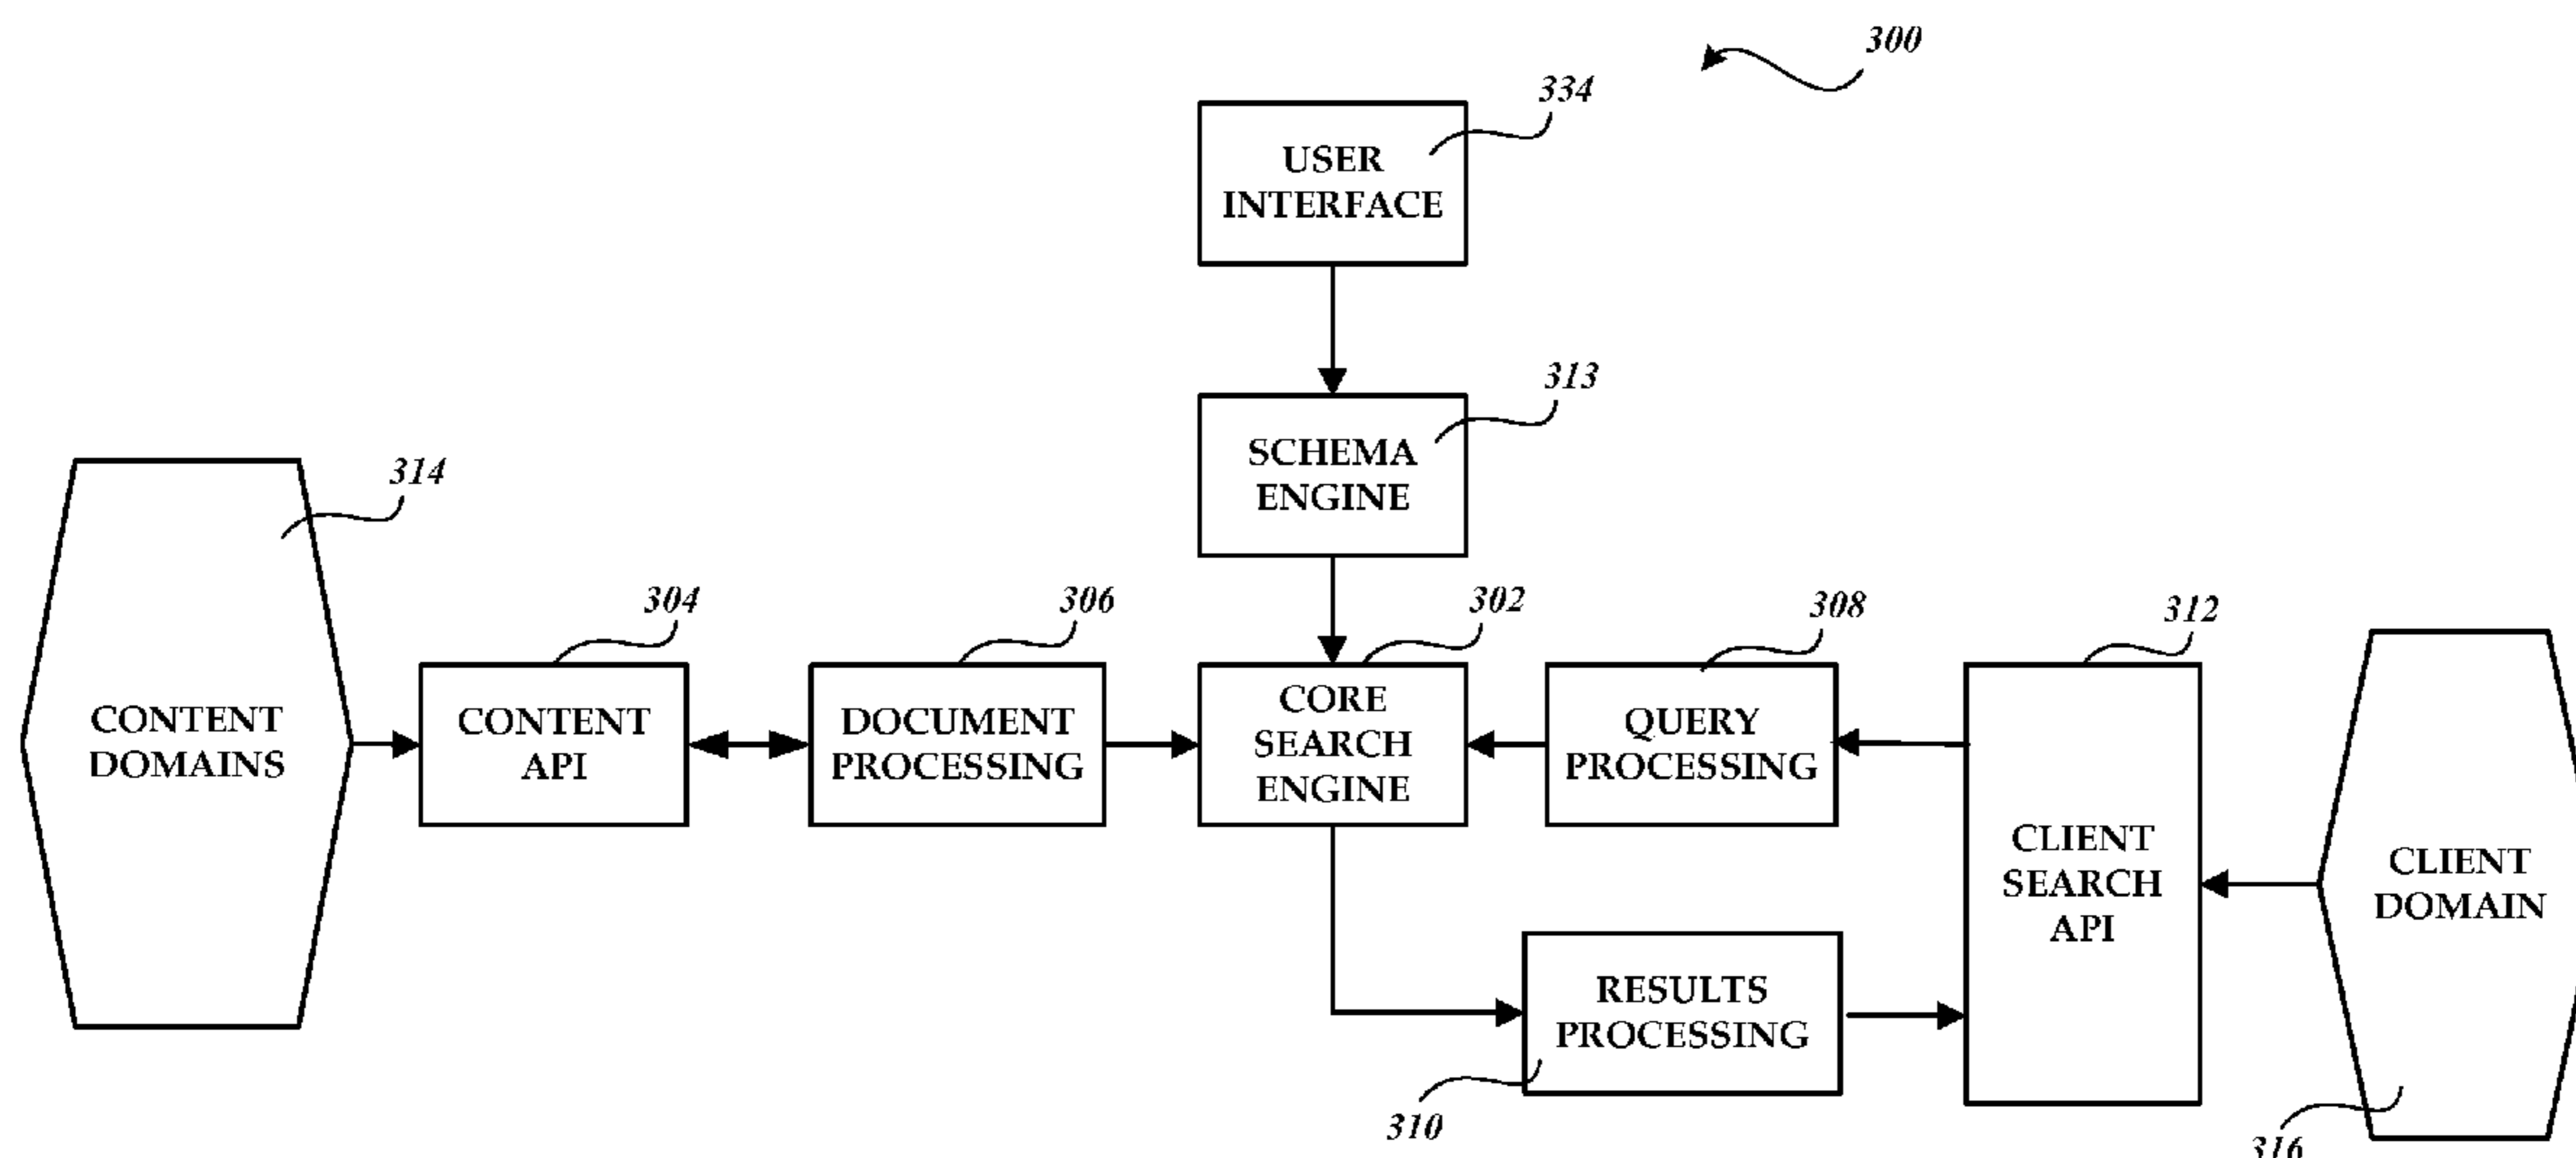 300
334
USER
INTERFACE
313
SCHEMA
ENGINE
314
CONTENT
DOMAINS
304
CONTENT
API
306
DOCUMENT
PROCESSING
302
CORE
SEARCH
ENGINE
308
QUERY
PROCESSING
312
CLIENT
SEARCH
API
CLIENT
DOMAIN
RESULTS
PROCESSING
310
316